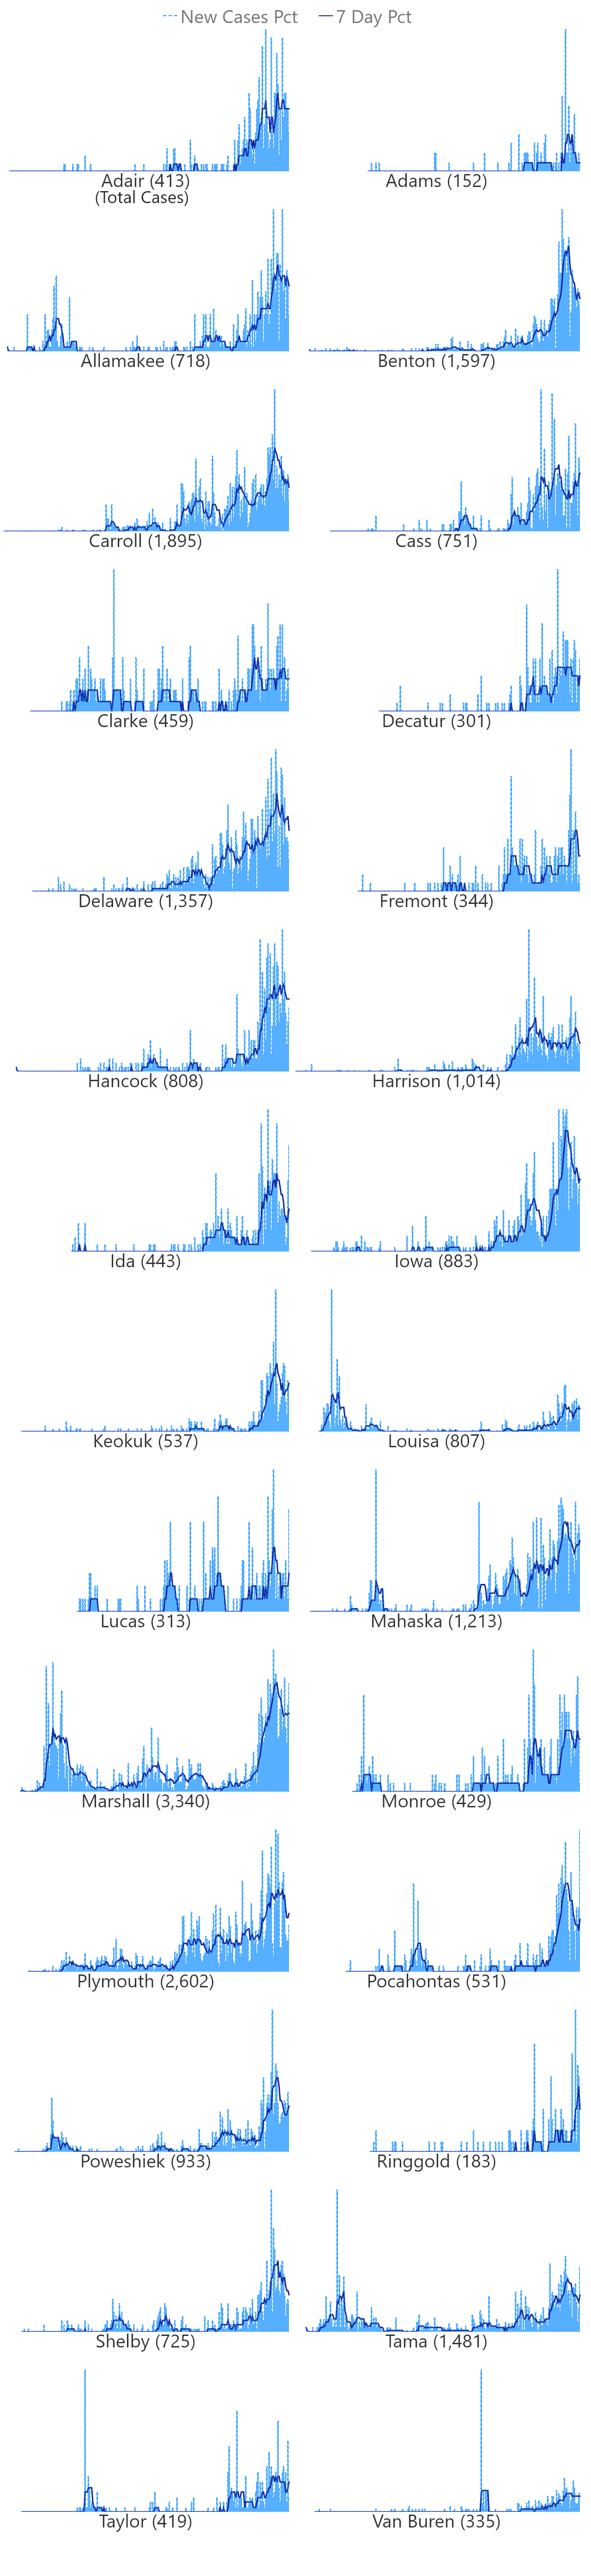 New Cases Pct 7 Day Pct
Adair (413) Adams (152)
(Total Cases)
Allamakee (718) Benton (1,597)
Carroll (1,895) Cass (751)
Clarke (459) Decatur (301)
Delaware (1,357) Fremont (344)
Hancock (808) Harrison (1,014)
Ida (443) Iowa (883)
Keokuk (537) Louisa (807)
Lucas (313) Mahaska (1,213)
Marshall (3,340) Monroe (429)
Plymouth (2,602) Pocahontas (531)
Poweshiek (933) Ringgold (183)
Shelby (725) Tama (1,481)
Taylor (419) Van Buren (335)